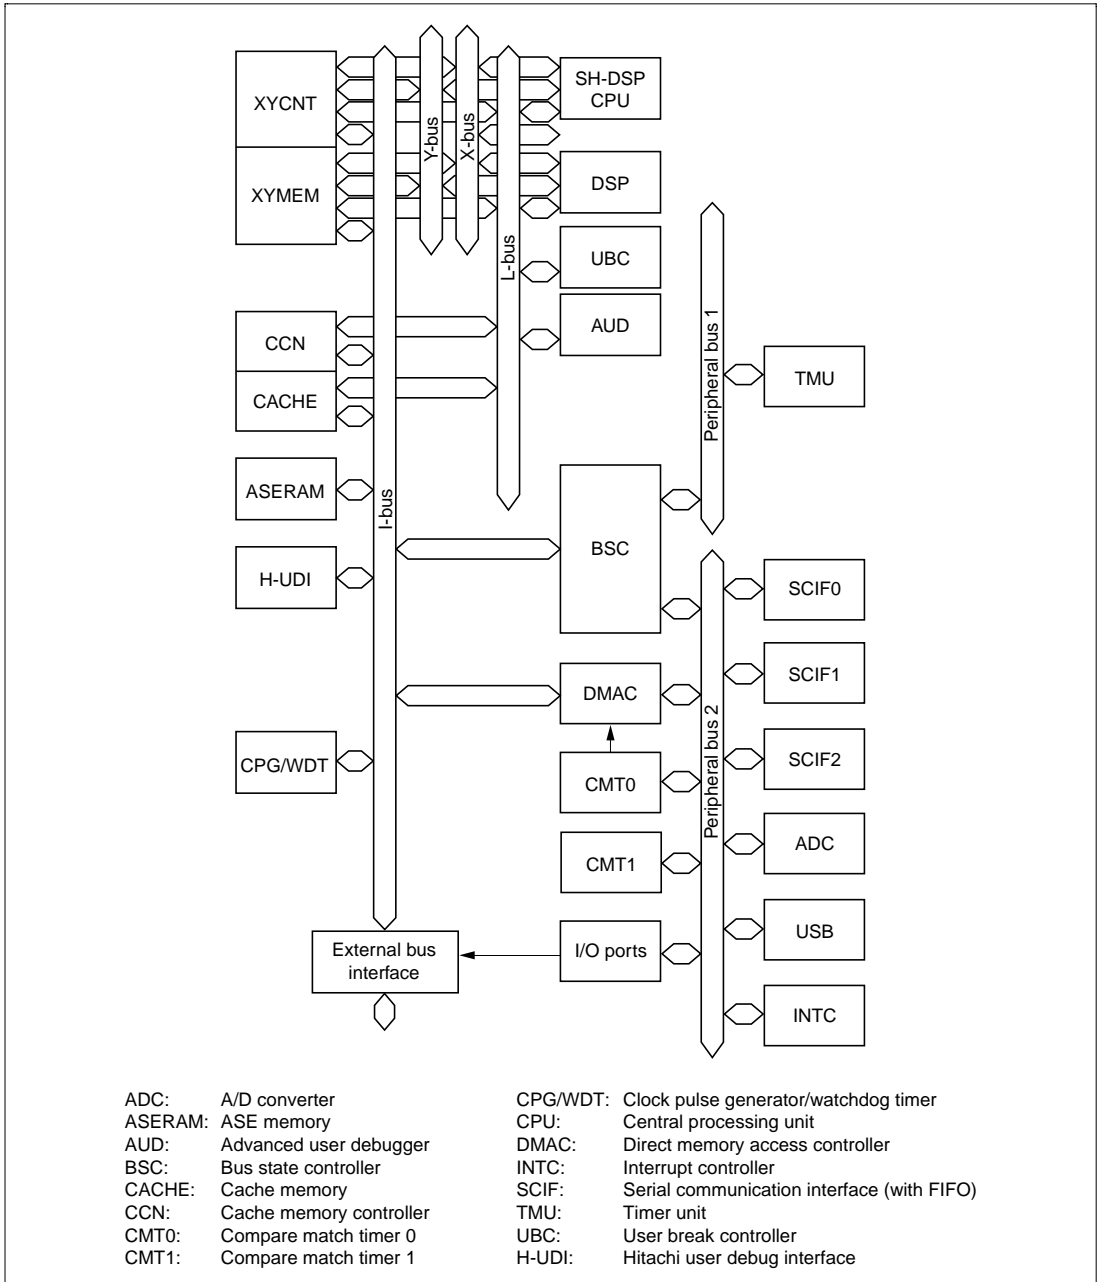 XYCNT
XYMEM
SH-DSP
CPU
DSP
UBC
AUD
Y-bus
X-bus
L-bus
I-bus
CCN
CACHE
ASERAM
H-UDI
CPG/WDT
BSC
DMAC
CMT0
CMT1
I/O ports
External bus
interface
Peripheral bus 1
TMU
Peripheral bus 2
SCIF0
SCIF1
SCIF2
ADC
USB
INTC
ADC: A/D converter
ASERAM: ASE memory
AUD: Advanced user debugger
BSC: Bus state controller
CACHE: Cache memory
CCN: Cache memory controller
CMT0: Compare match timer 0
CMT1: Compare match timer 1
CPG/WDT: Clock pulse generator/watchdog timer
CPU: Central processing unit
DMAC: Direct memory access controller
INTC: Interrupt controller
SCIF: Serial communication interface (with FIFO)
TMU: Timer unit
UBC: User break controller
H-UDI: Hitachi user debug interface